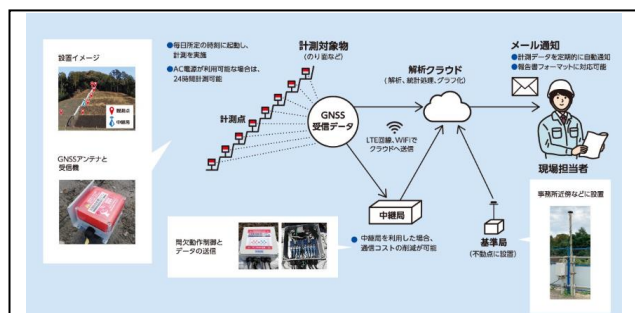 設置イメージ
観測点
中継局
GNSSアンテナと
受信機
●毎日所定の時刻に起動し、
計測を実施
●AC電源が利用可能な場合は、
24時間計測可能
計測対象物
(のり面など)
計測点
GNSS
受信データ
LTE回線、WiFiで
クラウドへ送信
解析クラウド
(解析、統計処理、グラフ化)
メール通知
●計測データを定期的に自動通知
●報告書フォーマットに対応可能
現場担当者
間欠動作制御と
データの送信
中継局
●中継局を利用した場合、
通信コストの削減が可能
基準局
(不動点に設置)
事務所近傍などに設置